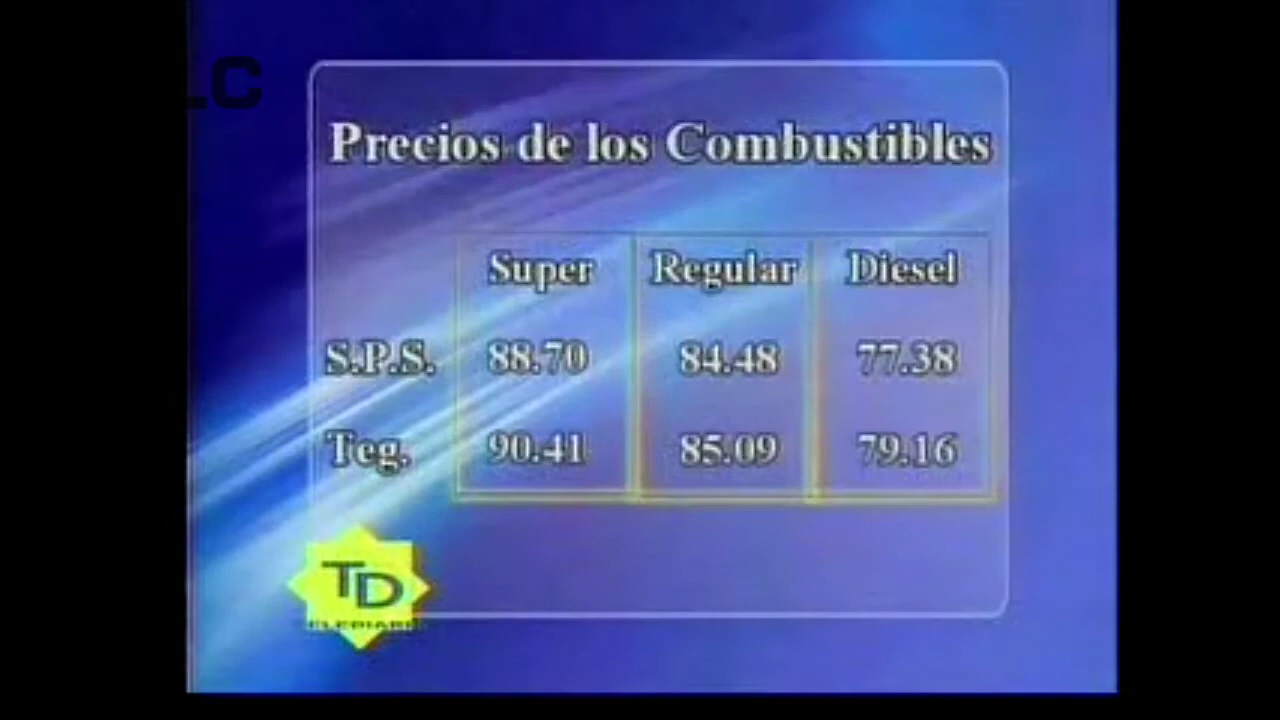 LC
Precios de los Combustibles
Super Regular Diesel
S.P.S. 88.70 84.48 77.38
Teg. 90.41 85.09 79.16
TD